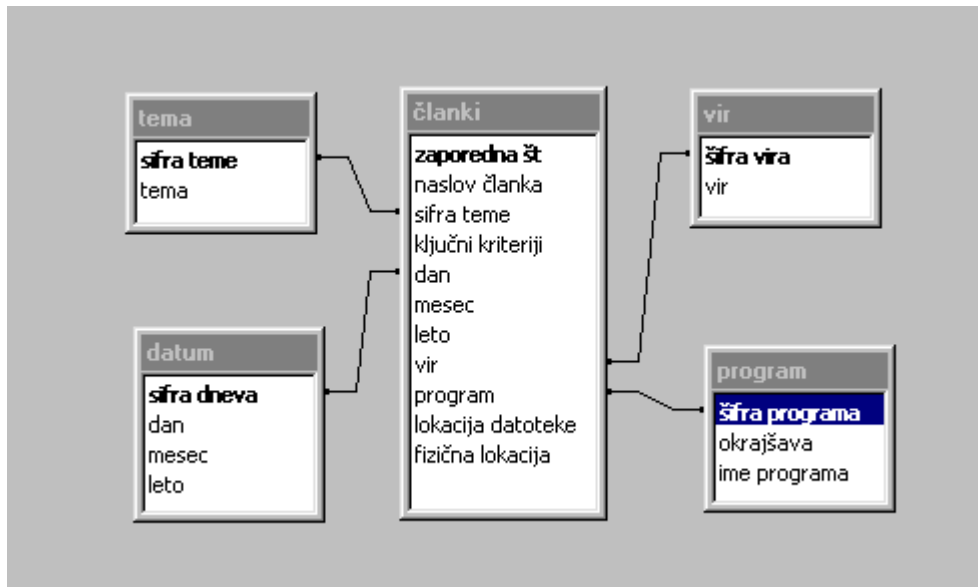 tema
sifra teme
tema
datum
sifra dneva
dan
mesec
leto
članki
zaporedna št
naslov članka
sifra teme
ključni kriteriji
dan
mesec
leto
vir
program
lokacija datoteke
fizična lokacija
vir
šifra vira
vir
program
šifra programa
okrajšava
ime programa